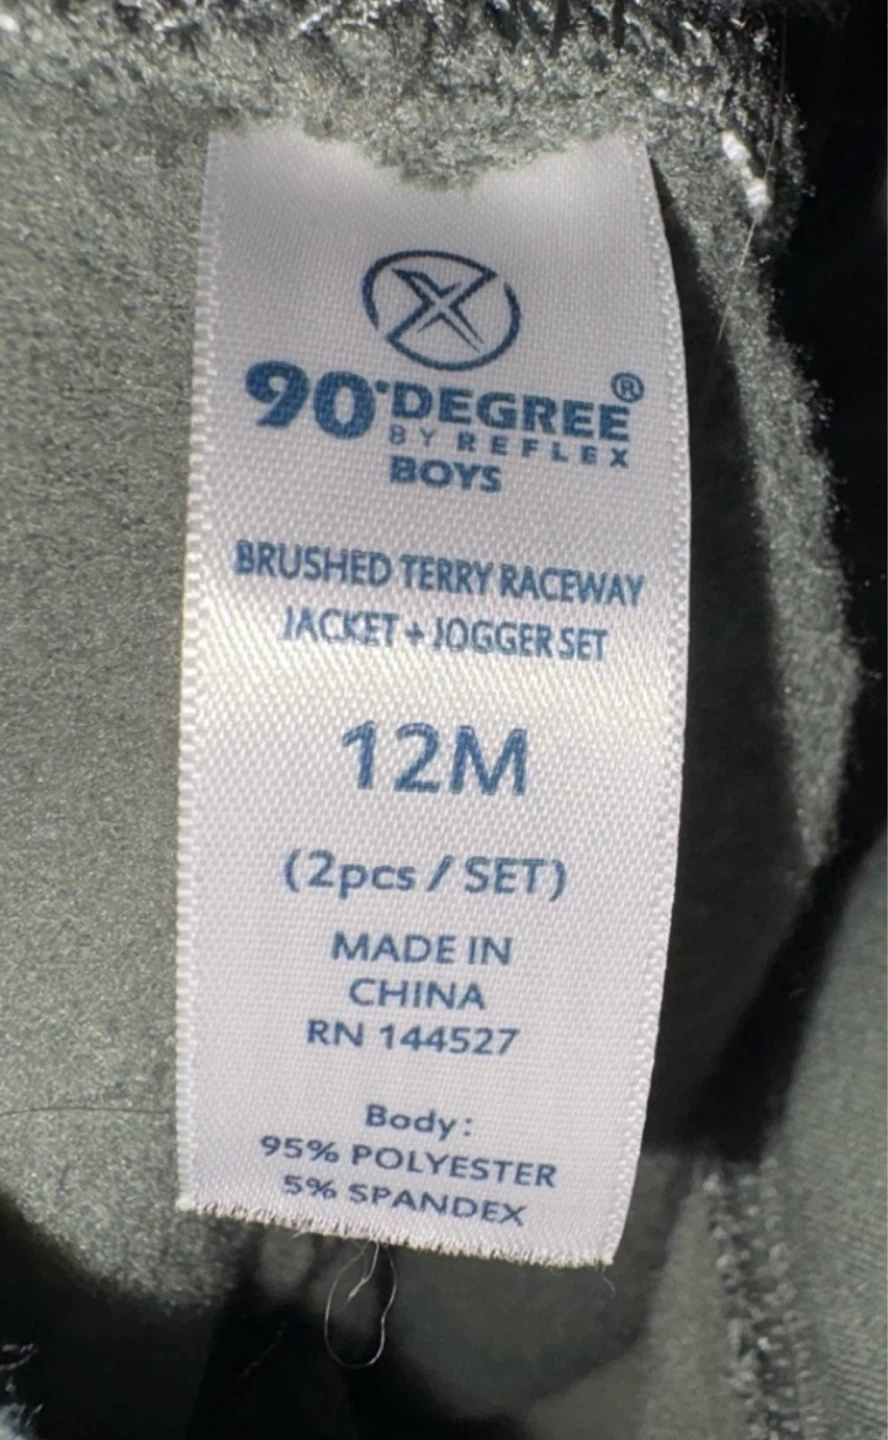 90°DEGREE®
BY REFLEX
BOYS
BRUSHED TERRY RACEWAY
JACKET + JOGGER SET
12M
(2pcs / SET)
MADE IN
CHINA
RN 144527
Body:
95% POLYESTER
5% SPANDEX